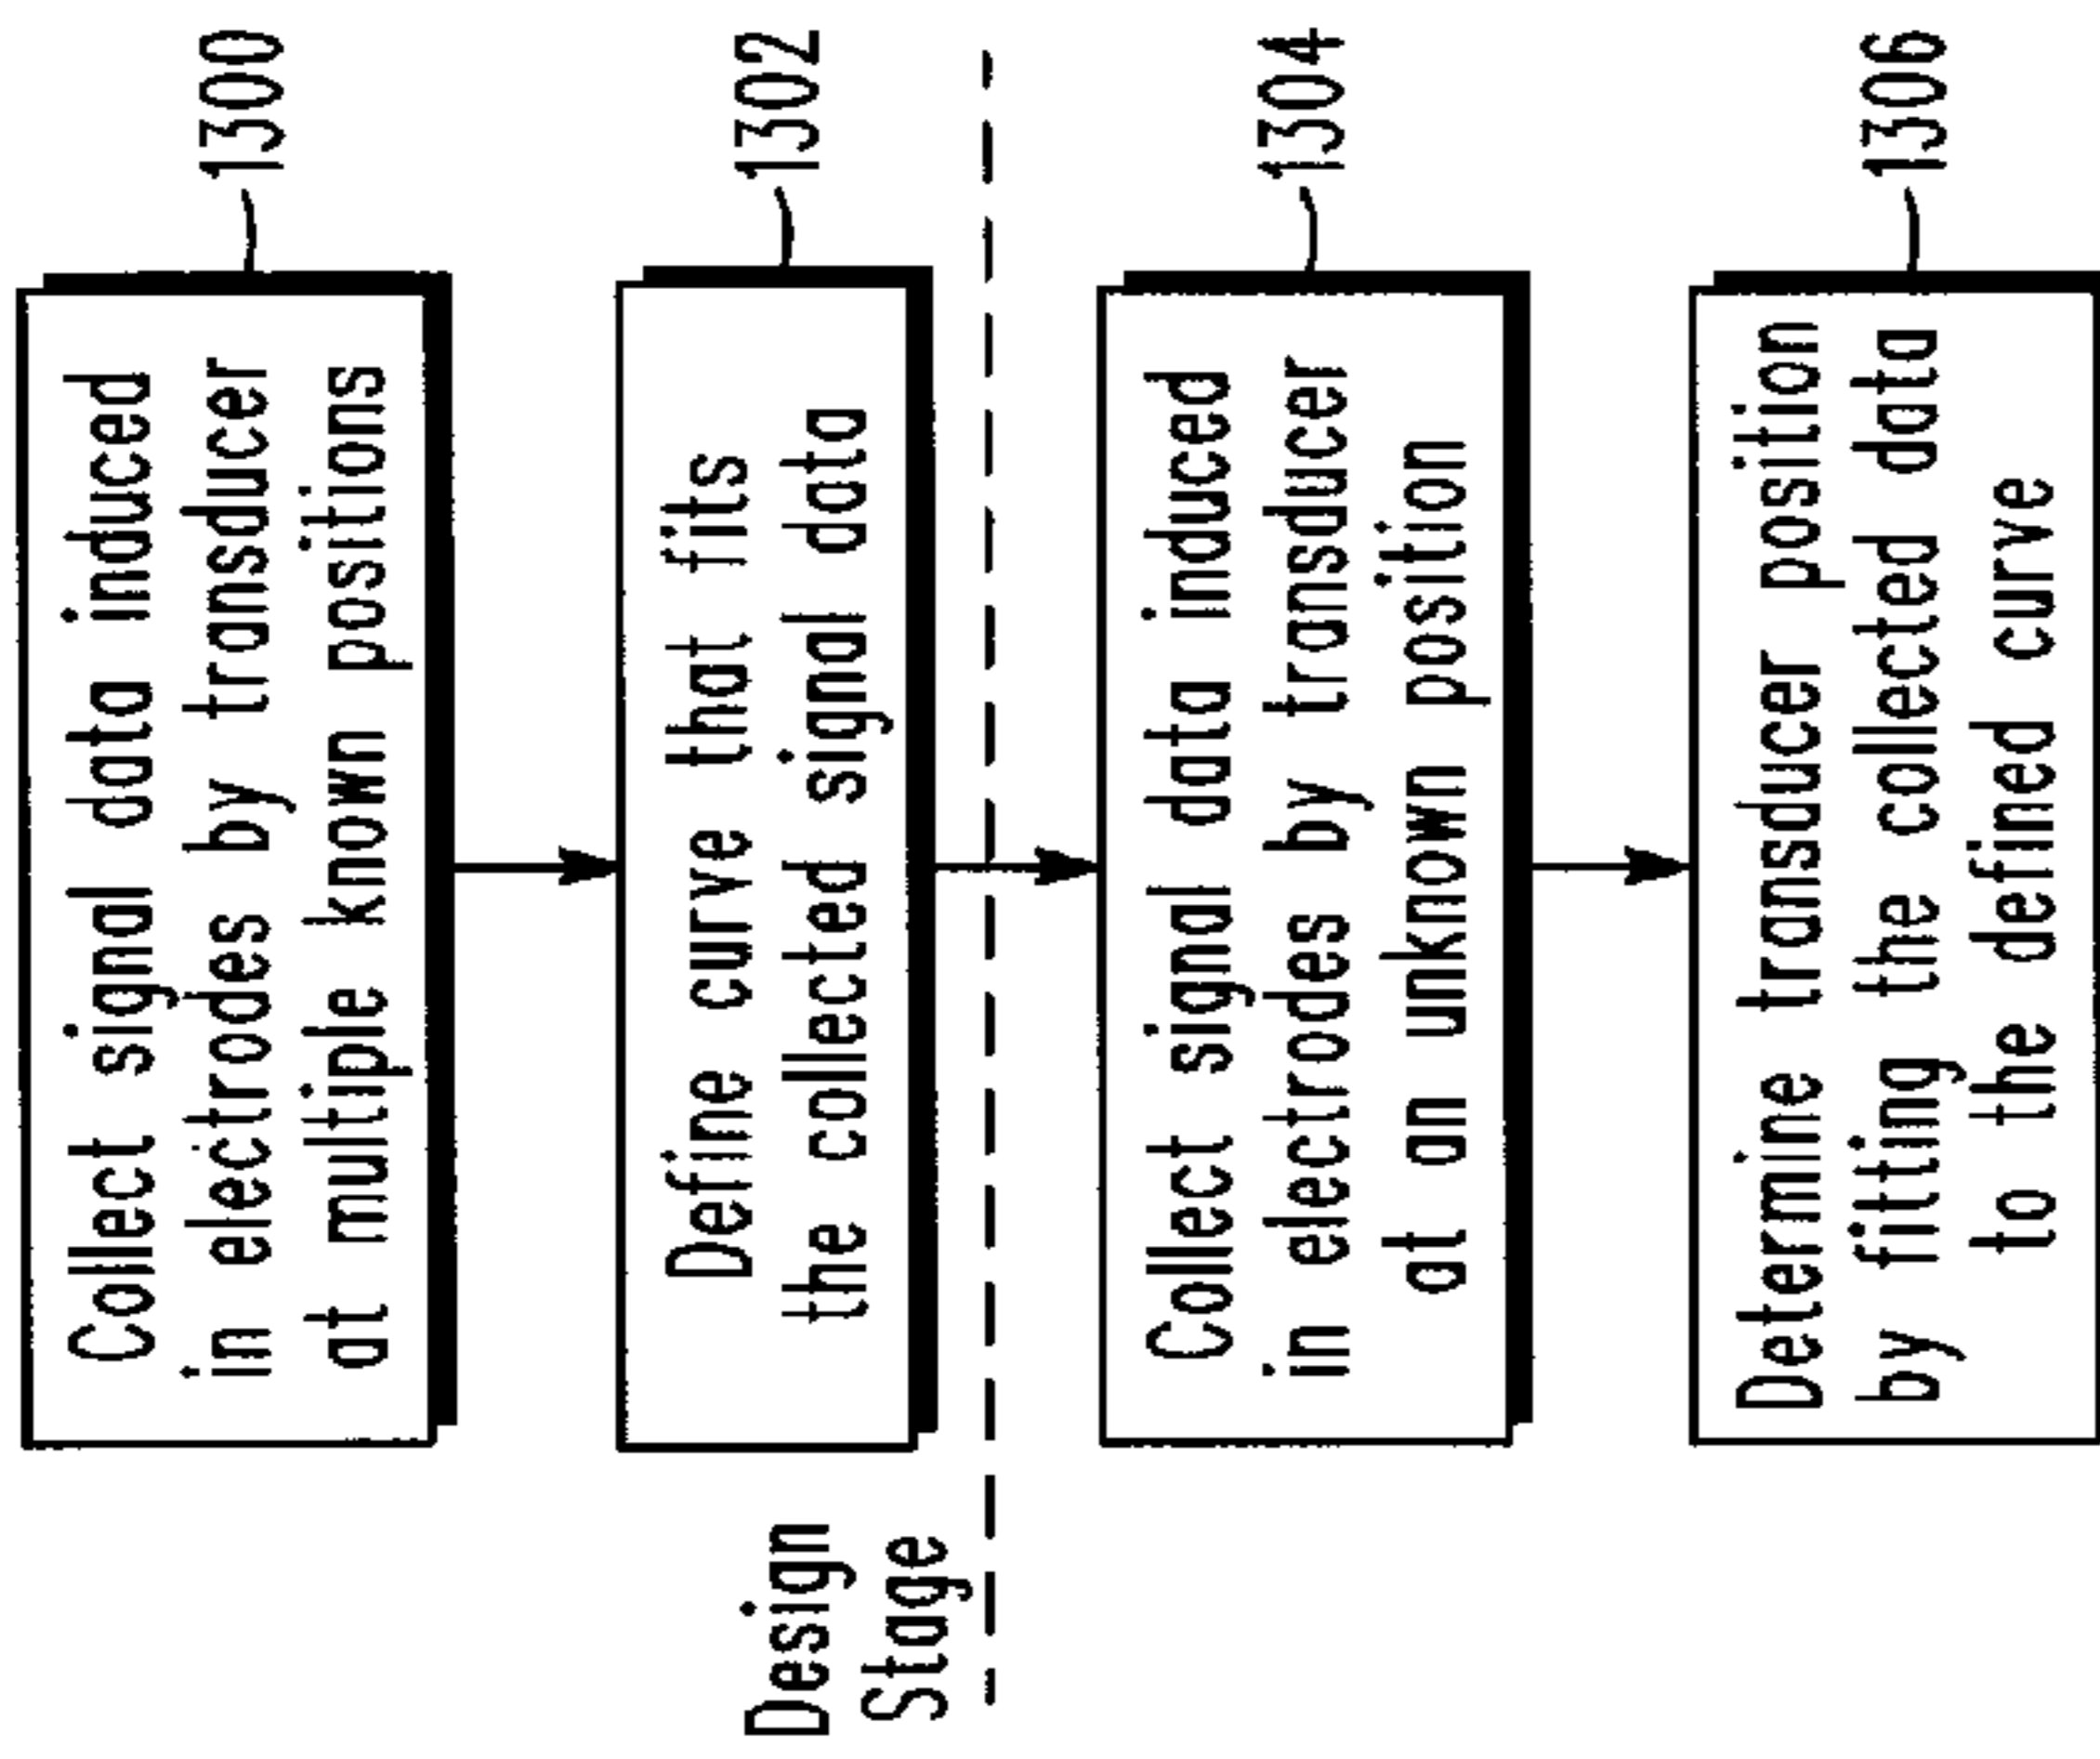 Collect signal data induced
in electrodes by transducer
at multiple known positions
1300
Define curve that fits
the collected signal data
1302
Design
Stage
Collect signal data induced
in electrodes by transducer
at an unknown position
1304
Determine transducer position
by fitting the collected data
to the defined curve
1306